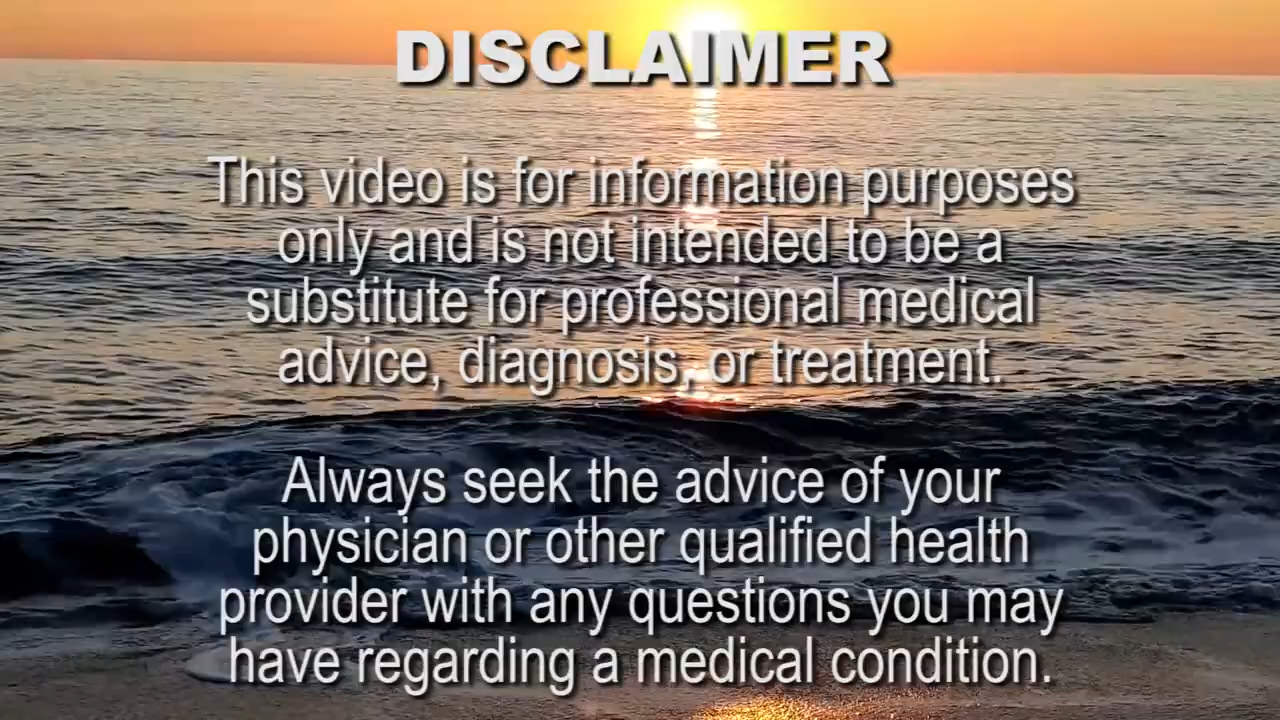 DISCLAIMER
This video is for information purposes
only and is not intended to be a
substitute for professional medical
advice, diagnosis, or treatment.
Always seek the advice of your
physician or other qualified health
provider with any questions you may
have regarding a medical condition.